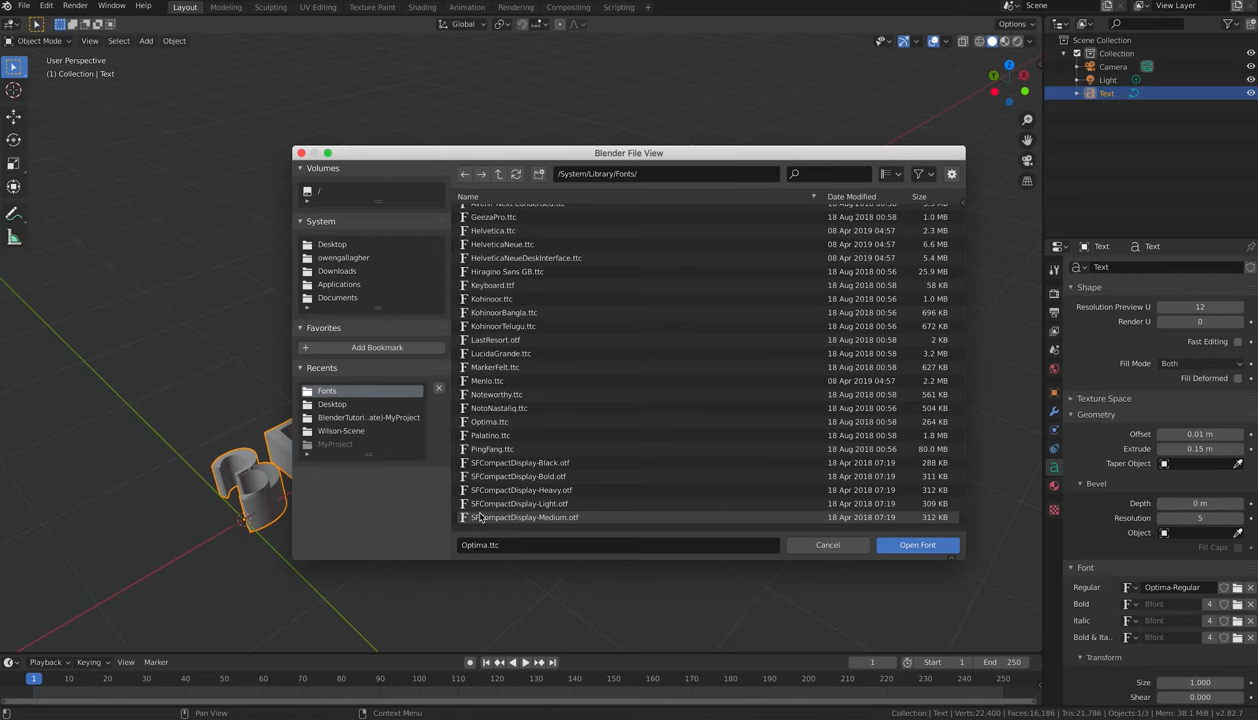 File Edit Render Window Help Layout Modeling Sculpting UV Editing Texture Paint Shading Animation Rendering Compositing Scripting + Scene View Layer
Global Options
Object Mode View Select Add Object
User Perspective
(1) Collection | Text
Scene Collection
Collection
Camera
Light
Text
Blender File View
Volumes
/
System
Desktop
owengallagher
Downloads
Applications
Documents
Favorites
+ Add Bookmark
Recents
Fonts
Desktop
BlenderTutori...ate)-MyProject
Wilson-Scene
MyProject
/System/Library/Fonts/
Name Date Modified Size
GeezaPro.ttc 18 Aug 2018 00:58 1.0 MB
Helvetica.ttc 08 Apr 2019 04:57 2.3 MB
HelveticaNeue.ttc 08 Apr 2019 04:57 6.6 MB
HelveticaNeueDeskInterface.ttc 08 Apr 2019 04:57 5.4 MB
Hiragino Sans GB.ttc 18 Aug 2018 00:56 25.9 MB
Keyboard.ttf 18 Aug 2018 00:58 58 KB
Kohinoor.ttc 18 Aug 2018 00:56 1.0 MB
KohinoorBangla.ttc 18 Aug 2018 00:56 696 KB
KohinoorTelugu.ttc 18 Aug 2018 00:56 672 KB
LastResort.otf 18 Aug 2018 00:58 2 KB
LucidaGrande.ttc 18 Aug 2018 00:58 3.2 MB
MarkerFelt.ttc 18 Aug 2018 00:58 627 KB
Menlo.ttc 08 Apr 2019 04:57 2.2 MB
Noteworthy.ttc 18 Aug 2018 00:58 561 KB
NotoNastaliq.ttc 18 Aug 2018 00:56 504 KB
Optima.ttc 18 Aug 2018 00:56 264 KB
Palatino.ttc 18 Aug 2018 00:56 1.8 MB
PingFang.ttc 18 Aug 2018 00:56 80.0 MB
SFCompactDisplay-Black.otf 18 Apr 2018 07:19 288 KB
SFCompactDisplay-Bold.otf 18 Apr 2018 07:19 311 KB
SFCompactDisplay-Heavy.otf 18 Apr 2018 07:19 312 KB
SFCompactDisplay-Light.otf 18 Apr 2018 07:19 309 KB
SFCompactDisplay-Medium.otf 18 Apr 2018 07:19 312 KB
Optima.ttc Cancel Open Font
Text Text
Text
Shape
Resolution Preview U 12
Render U 0
Fast Editing
Fill Mode Both
Fill Deformed
Texture Space
Geometry
Offset 0.01 m
Extrude 0.15 m
Taper Object
Bevel
Depth 0 m
Resolution 5
Object
Fill Caps
Font
Regular F Optima-Regular
Bold F Bfont 4
Italic F Bfont 4
Bold & Ita.. F Bfont 4
Transform
Size 1.000
Shear 0.000
Playback Keying View Marker 1 Start 1 End 250
1 10 20 30 40 50 60 70 80 90 100 110 120 130 140 150 160 170 180 190 200 210 220 230 240 250
Select Pan View Context Menu Collection | Text | Verts:22,400 | Faces:16,186 | Tris:21,786 | Objects:1/3 | Mem: 38.1 MiB | v2.82.7